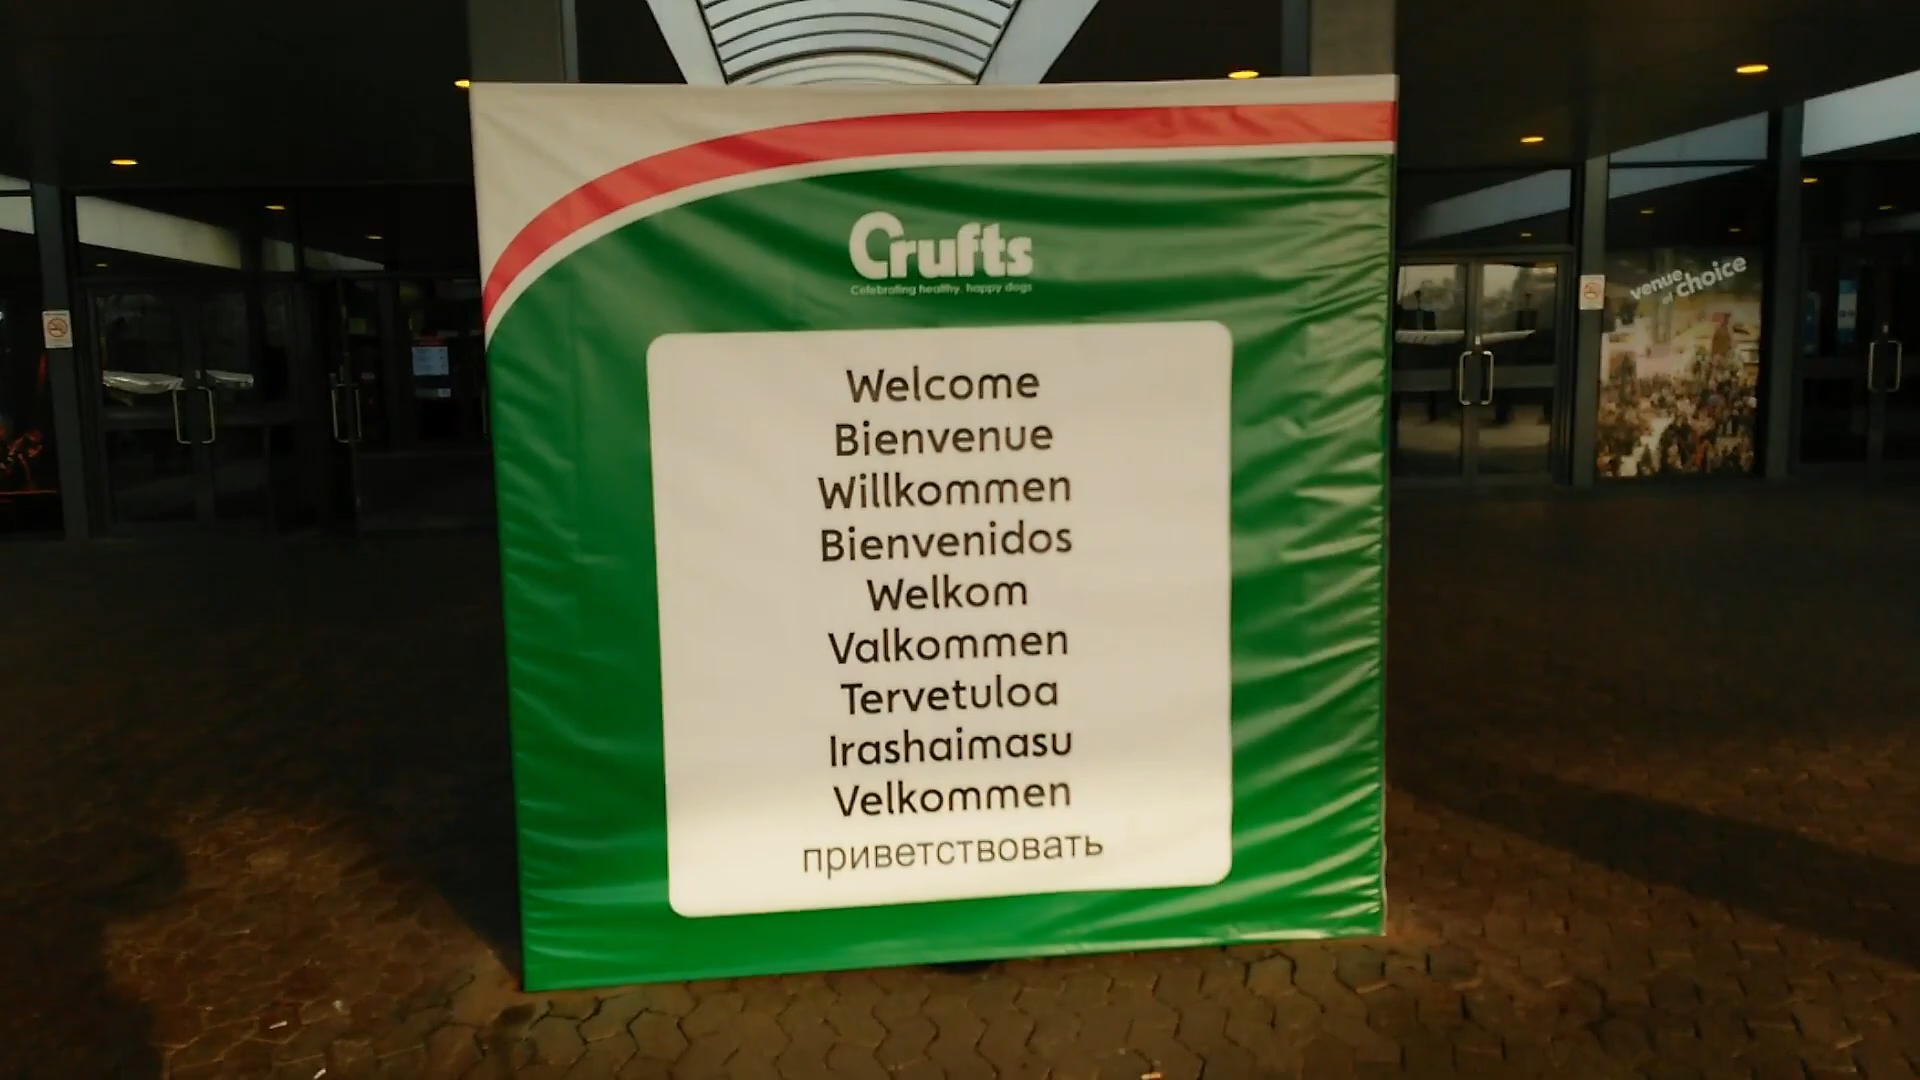 Crufts
Celebrating healthy, happy dogs
Welcome
Bienvenue
Willkommen
Bienvenidos
Welkom
Valkommen
Tervetuloa
Irashaimasu
Velkommen
приветствовать
venue
of choice